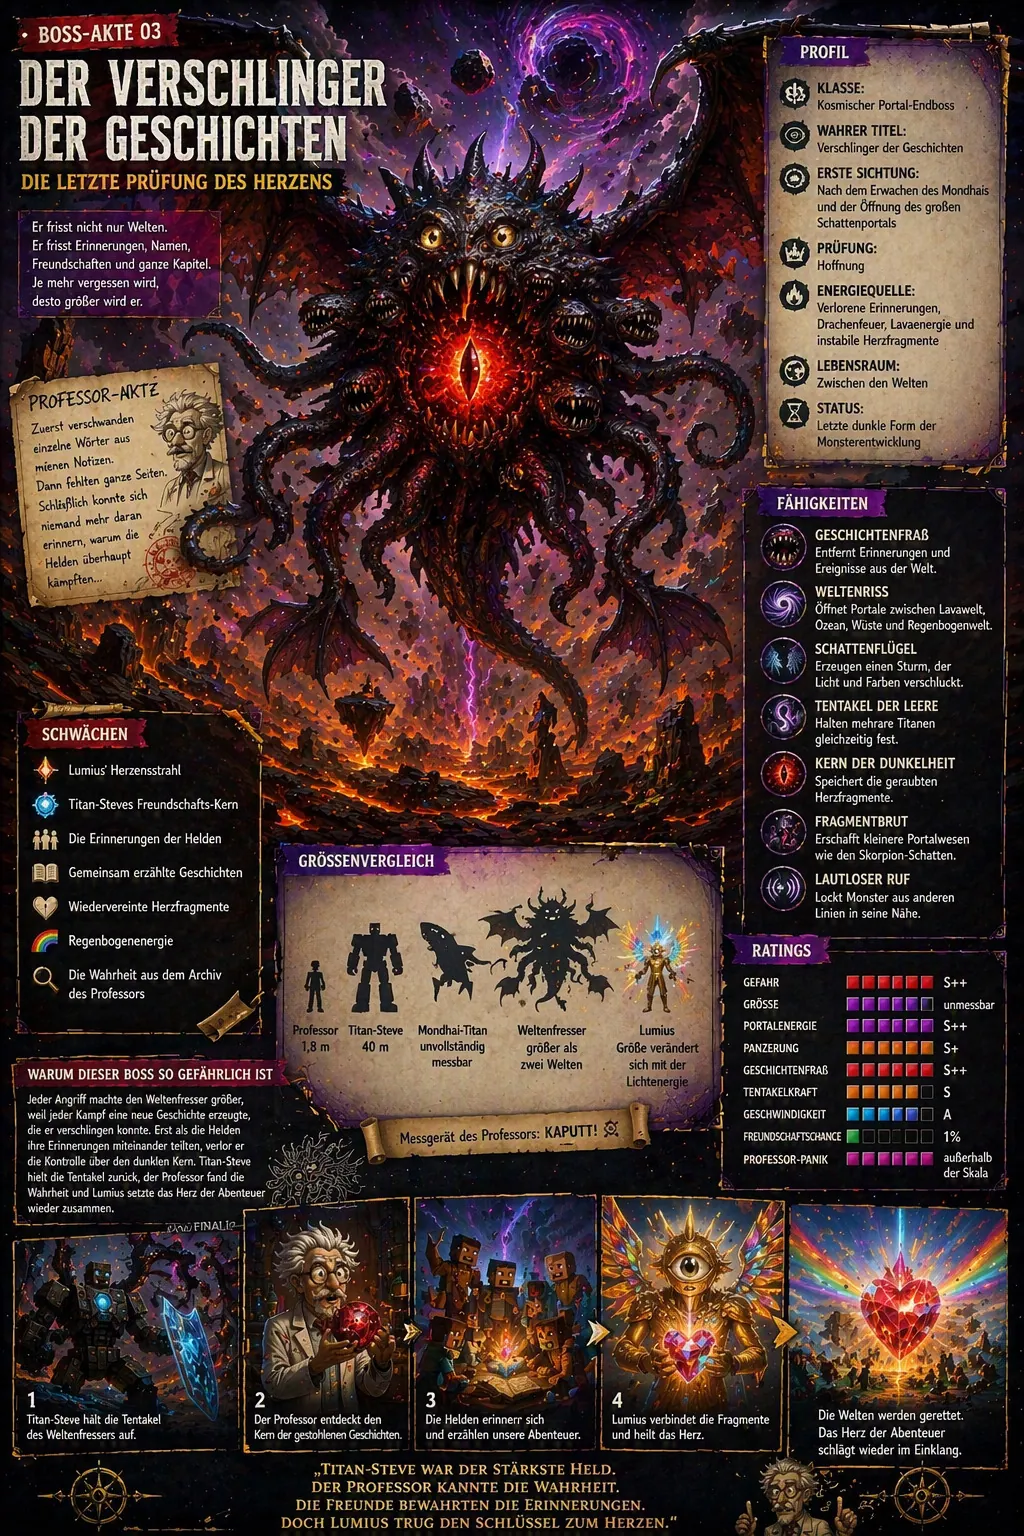 • BOSS-AKTE 03
DER VERSCHLINGER
DER GESCHICHTEN
DIE LETZTE PRÜFUNG DES HERZENS
Er frisst nicht nur Welten.
Er frisst Erinnerungen, Namen,
Freundschaften und ganze Kapitel.
Je mehr vergessen wird,
desto größer wird er.
PROFESSOR-AKTZ
Zuerst verschwanden
einzelne Wörter aus
mienen Notizen.
Dann fehlten ganze Seiten.
Schlißlich konnte sich
niemand mehr daran
erinnern, warum die
Helden überhaupt
kämpften...
PROFIL
KLASSE:
Kosmischer Portal-Endboss
WAHRER TITEL:
Verschlinger der Geschichten
ERSTE SICHTUNG:
Nach dem Erwachen des Mondhais
und der Öffnung des großen
Schattenportals
PRÜFUNG:
Hoffnung
ENERGIEQUELLE:
Verlorene Erinnerungen,
Drachenfeuer, Lavaenergie und
instabile Herzfragmente
LEBENSRAUM:
Zwischen den Welten
STATUS:
Letzte dunkle Form der
Monsterentwicklung
FÄHIGKEITEN
GESCHICHTENFRAß
Entfernt Erinnerungen und
Ereignisse aus der Welt.
WELTENRISS
Öffnet Portale zwischen Lavawelt,
Ozean, Wüste und Regenbogenwelt.
SCHATTENFLÜGEL
Erzeugen einen Sturm, der
Licht und Farben verschluckt.
TENTAKEL DER LEERE
Halten mehrare Titanen
gleichzeitig fest.
KERN DER DUNKELHEIT
Speichert die geraubten
Herzfragmente.
FRAGMENTBRUT
Erschafft kleinere Portalwesen
wie den Skorpion-Schatten.
LAUTLOSER RUF
Lockt Monster aus anderen
Linien in seine Nähe.
SCHWÄCHEN
Lumius' Herzensstrahl
Titan-Steves Freundschafts-Kern
Die Erinnerungen der Helden
Gemeinsam erzählte Geschichten
Wiedervereinte Herzfragmente
Regenbogenenergie
Die Wahrheit aus dem Archiv
des Professors
GRÖSSENVERGLEICH
Professor
1,8 m
Titan-Steve
40 m
Mondhai-Titan
unvollständig
messbar
Weltenfresser
größer als
zwei Welten
Lumius
Größe verändert
sich mit der
Lichtenergie
Messgerät des Professors: KAPUTT!
RATINGS
GEFAHR S++
GRÖSSE unmessbar
PORTALENERGIE S++
PANZERUNG S+
GESCHICHTENFRAß S++
TENTAKELKRAFT S
GESCHWINDIGKEIT A
FREUNDSCHAFTSCHANCE 1%
PROFESSOR-PANIK außerhalb
der Skala
WARUM DIESER BOSS SO GEFÄHRLICH IST
Jeder Angriff machte den Weltenfresser größer,
weil jeder Kampf eine neue Geschichte erzeugte,
die er verschlingen konnte. Erst als die Helden
ihre Erinnerungen miteinander teilten, verlor er
die Kontrolle über den dunklen Kern. Titan-Steve
hielt die Tentakel zurück, der Professor fand die
Wahrheit und Lumius setzte das Herz der Abenteuer
wieder zusammen.
1
Titan-Steve hält die Tentakel
des Weltenfressers auf.
2
Der Professor entdeckt den
Kern der gestohlenen Geschichten.
3
Die Helden erinnerr sich
und erzählen unsere Abenteuer.
4
Lumius verbindet die Fragmente
und heilt das Herz.
Die Welten werden gerettet.
Das Herz der Abenteuer
schlägt wieder im Einklang.
„TITAN-STEVE WAR DER STÄRKSTE HELD.
DER PROFESSOR KANNTE DIE WAHRHEIT.
DIE FREUNDE BEWAHRTEN DIE ERINNERUNGEN.
DOCH LUMIUS TRUG DEN SCHLÜSSEL ZUM HERZEN."